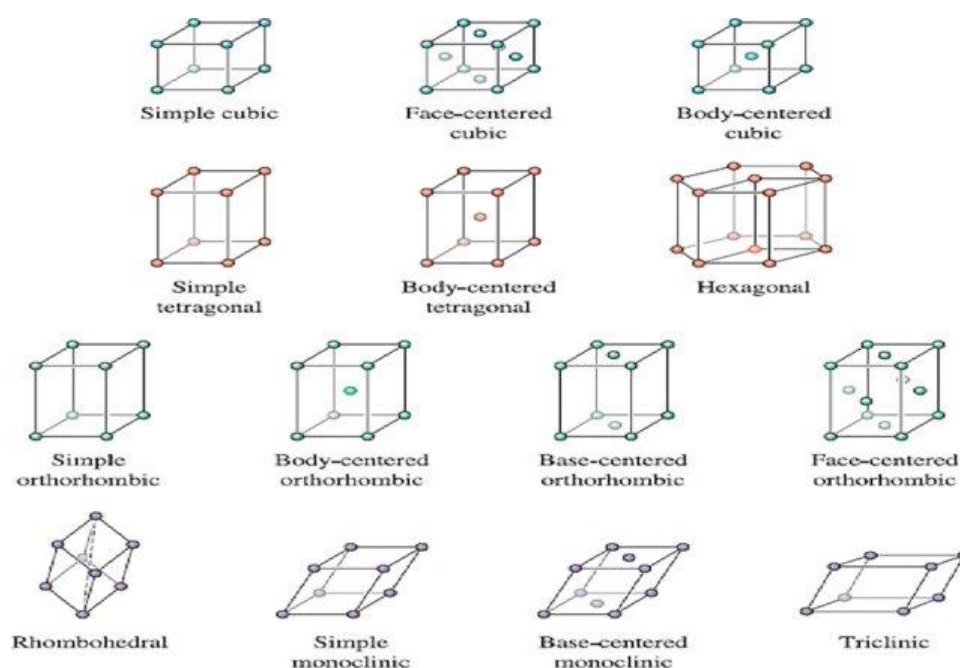 Simple cubic
Face-centered
cubic
Body-centered
cubic
Simple
tetragonal
Body-centered
tetragonal
Hexagonal
Simple
orthorhombic
Body-centered
orthorhombic
Base-centered
orthorhombic
Face-centered
orthorhombic
Rhombohedral
Simple
monoclinic
Base-centered
monoclinic
Triclinic